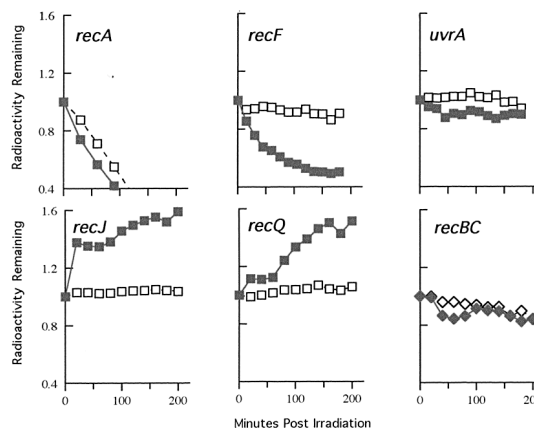 recA
recF
uvrA
Radioactivity Remaining
1.6
1.2
0.8
0.4
recJ
recQ
recBC
Radioactivity Remaining
1.6
1.2
0.8
0.4
0 100 200
0 100 200
0 100 200
Minutes Post Irradiation